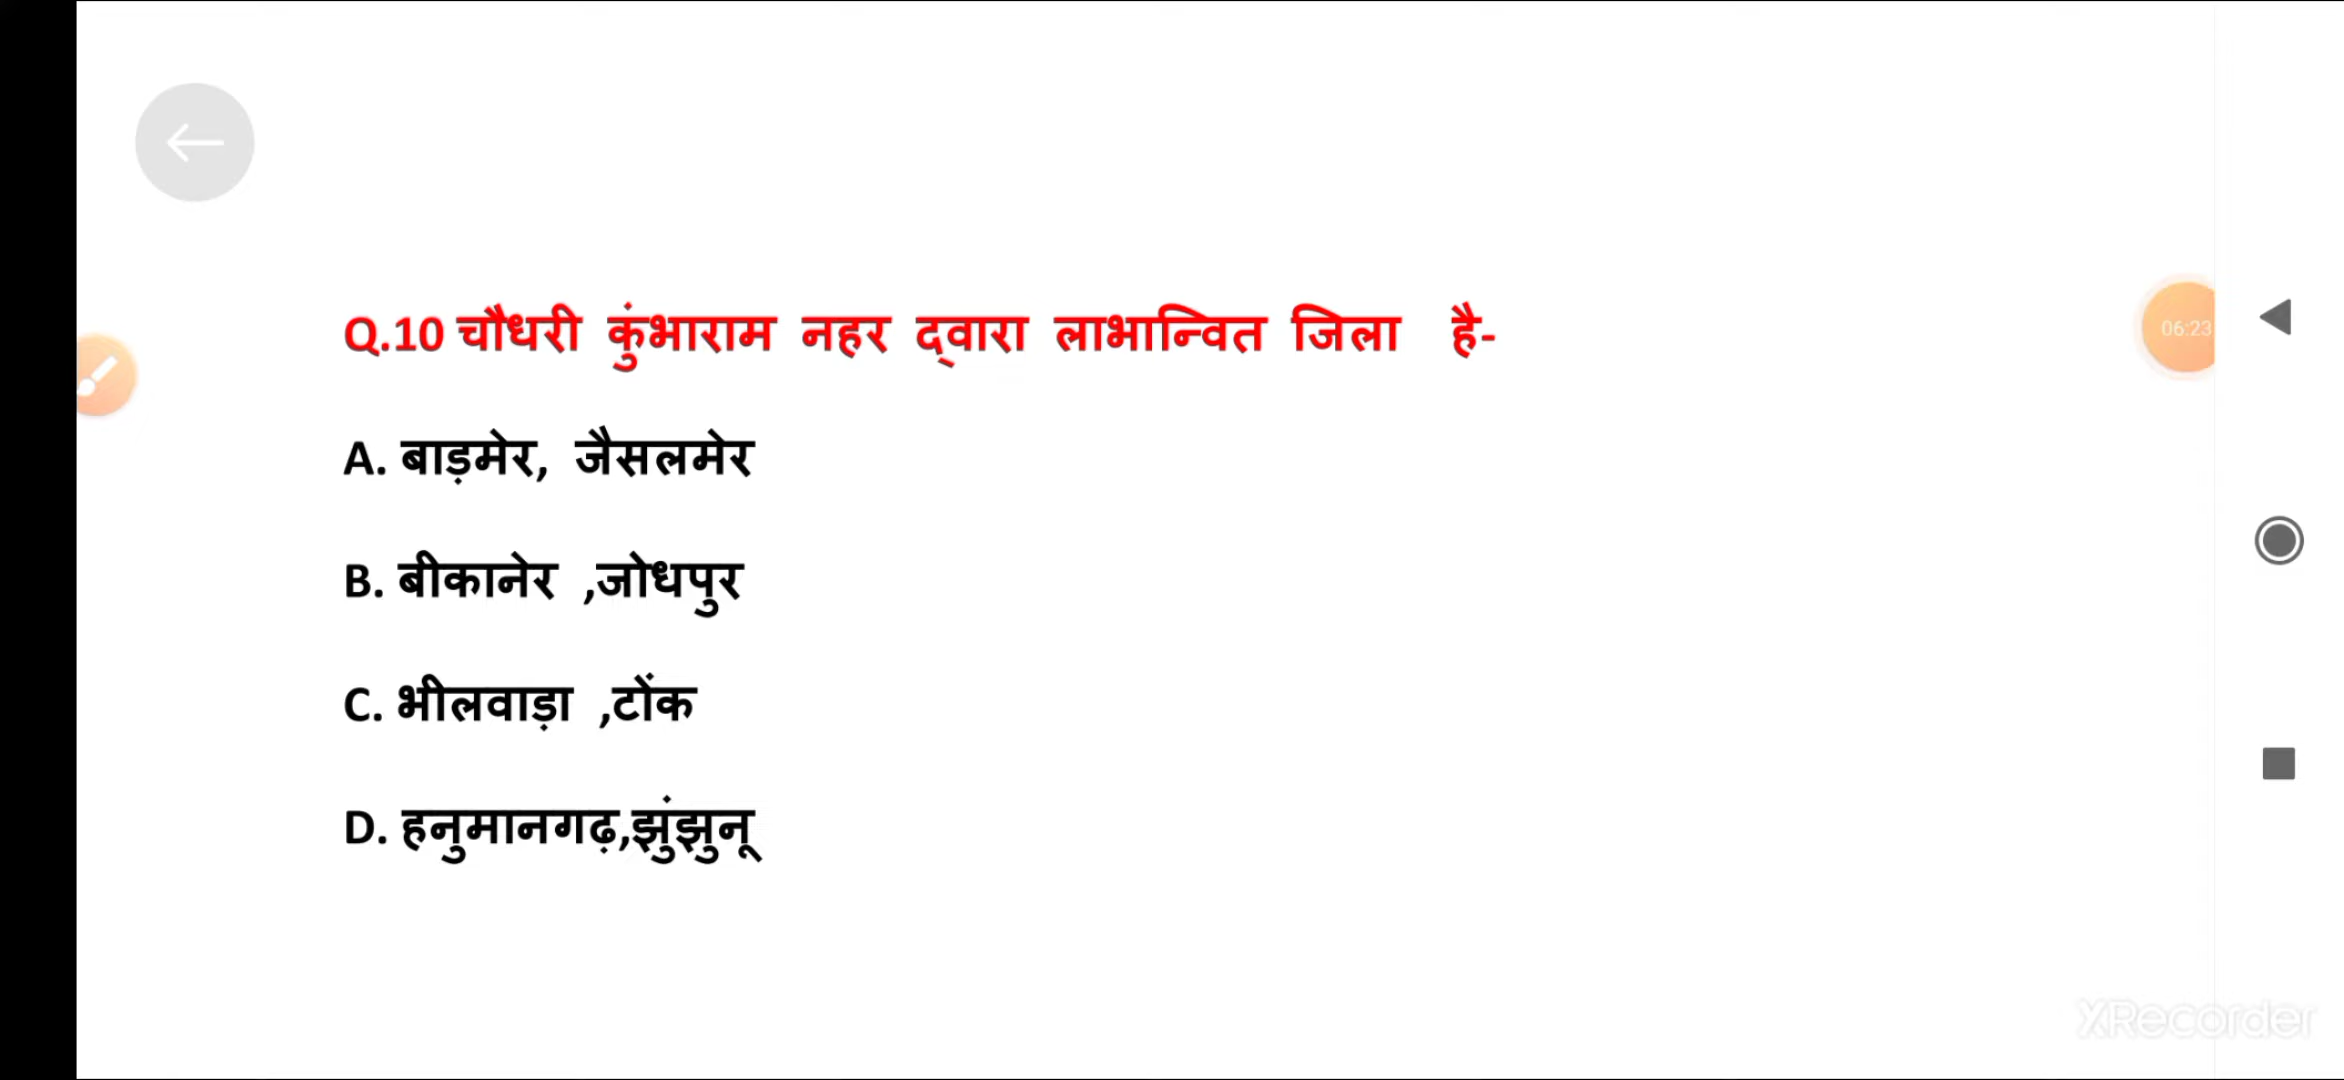 Q.10 चौधरी कुंभाराम नहर द्वारा लाभान्वित जिला है-
06:23
A. बाड़मेर, जैसलमेर
B. बीकानेर ,जोधपुर
C. भीलवाड़ा ,टोंक
D. हनुमानगढ़,झुंझुनू
XRecorder